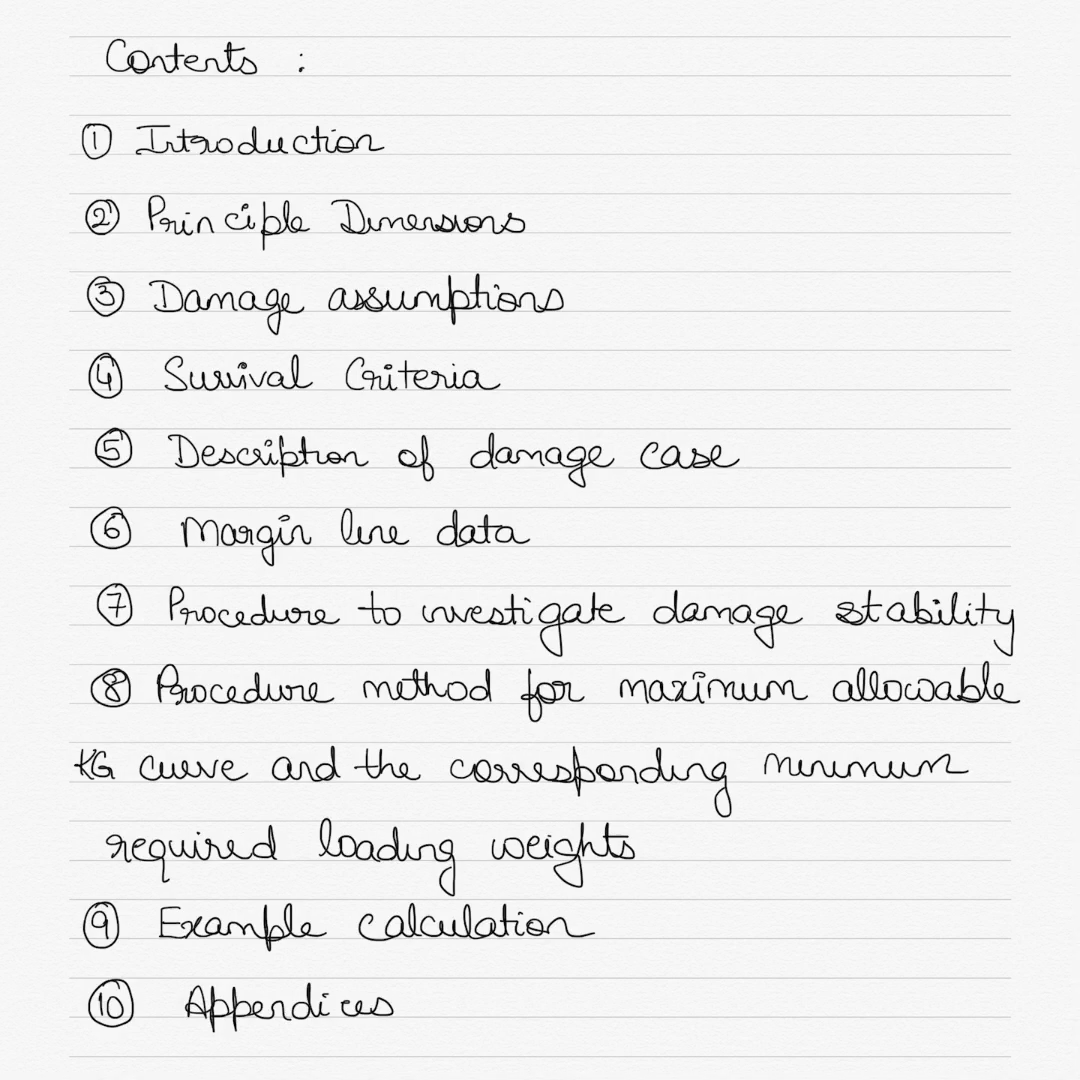 Contents :
① Introduction
② Principle Dimensions
③ Damage assumptions
④ Survival Criteria
⑤ Description of damage case
⑥ Margin line data
⑦ Procedure to investigate damage stability
⑧ Procedure method for maximum allowable
KG curve and the corresponding minimum
required loading weights
⑨ Example calculation
⑩ Appendices